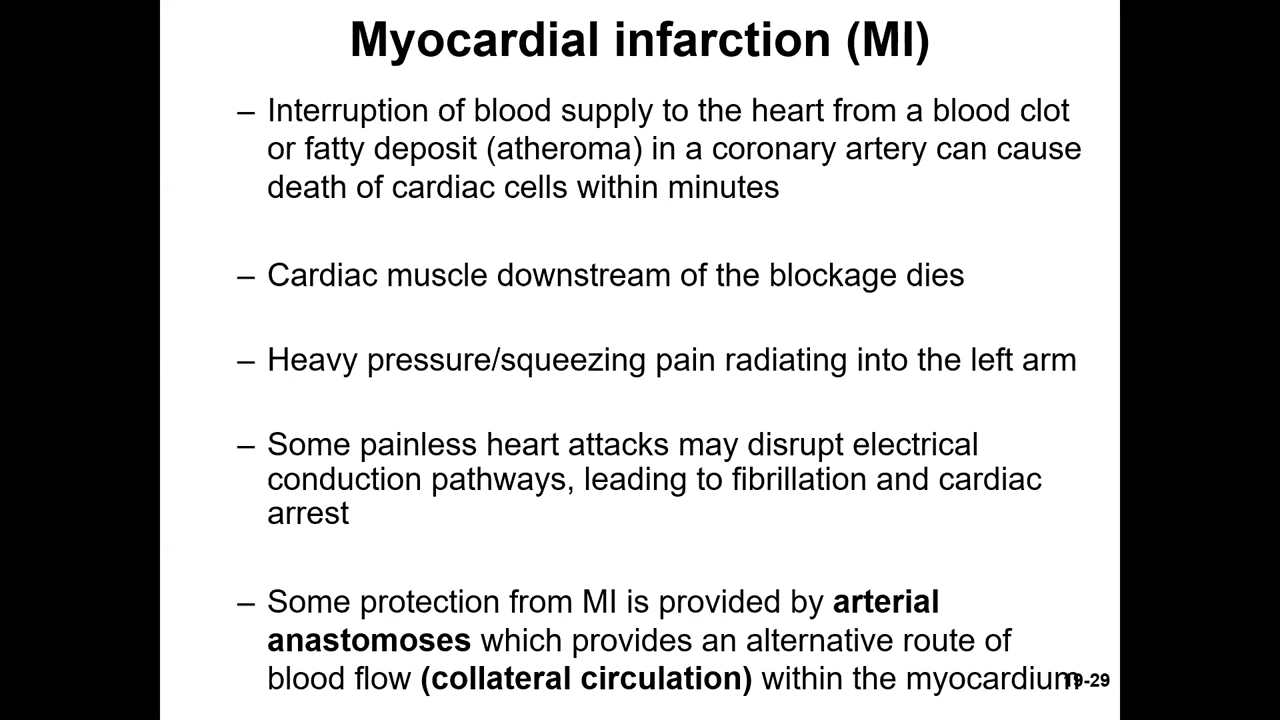 Myocardial infarction (MI)
– Interruption of blood supply to the heart from a blood clot
or fatty deposit (atheroma) in a coronary artery can cause
death of cardiac cells within minutes
– Cardiac muscle downstream of the blockage dies
– Heavy pressure/squeezing pain radiating into the left arm
– Some painless heart attacks may disrupt electrical
conduction pathways, leading to fibrillation and cardiac
arrest
– Some protection from MI is provided by arterial
anastomoses which provides an alternative route of
blood flow (collateral circulation) within the myocardium
19-29